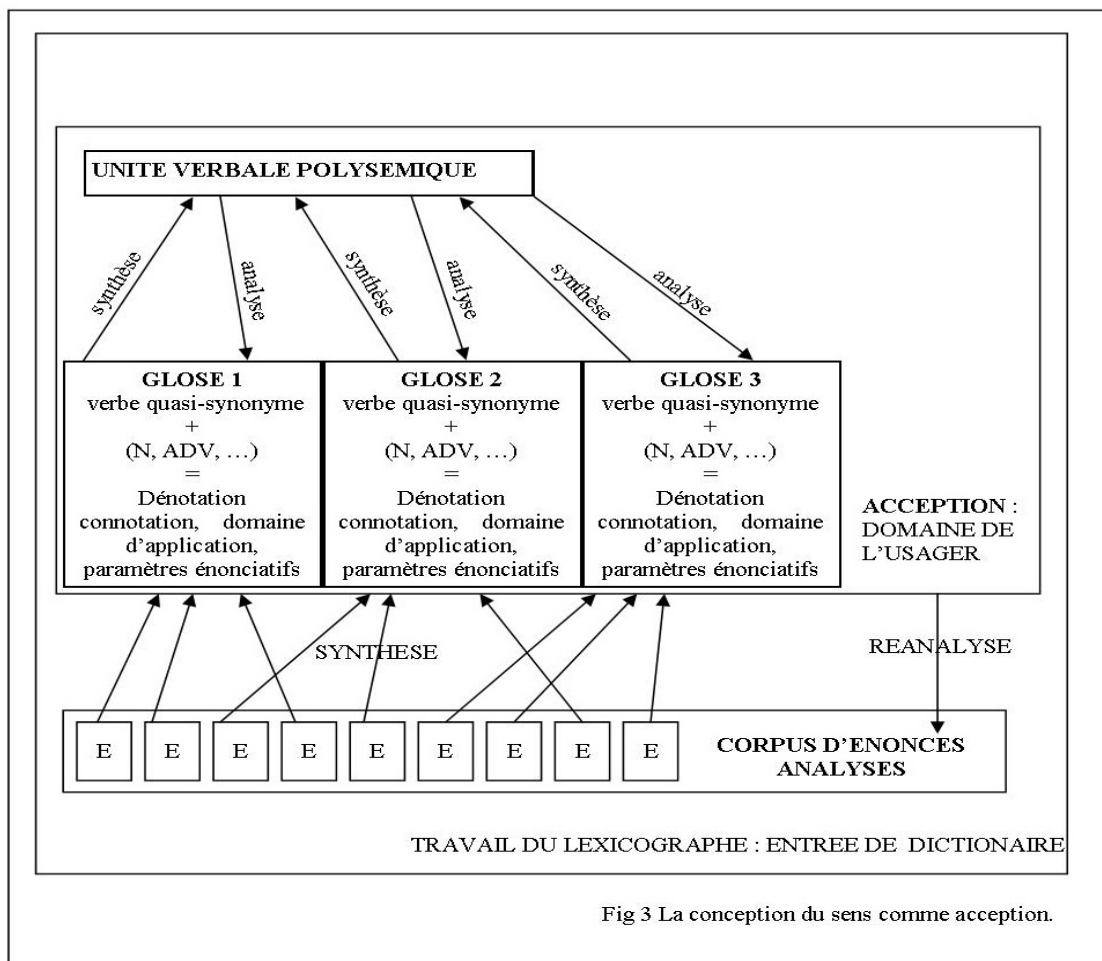 UNITE VERBALE POLYSEMIQUE
synthèse
analyse
synthèse
analyse
synthèse
analyse
GLOSE 1
verbe quasi-synonyme
+
(N, ADV, …)
=
Dénotation
connotation, domaine
d’application,
paramètres énonciatifs
GLOSE 2
verbe quasi-synonyme
+
(N, ADV, …)
=
Dénotation
connotation, domaine
d’application,
paramètres énonciatifs
GLOSE 3
verbe quasi-synonyme
+
(N, ADV, …)
=
Dénotation
connotation, domaine
d’application,
paramètres énonciatifs
ACCEPTION :
DOMAINE DE
L’USAGER
SYNTHESE
REANALYSE
E
E
E
E
E
E
E
E
E
CORPUS D’ENONCES
ANALYSES
TRAVAIL DU LEXICOGRAPHE : ENTREE DE DICTIONAIRE
Fig 3 La conception du sens comme acception.